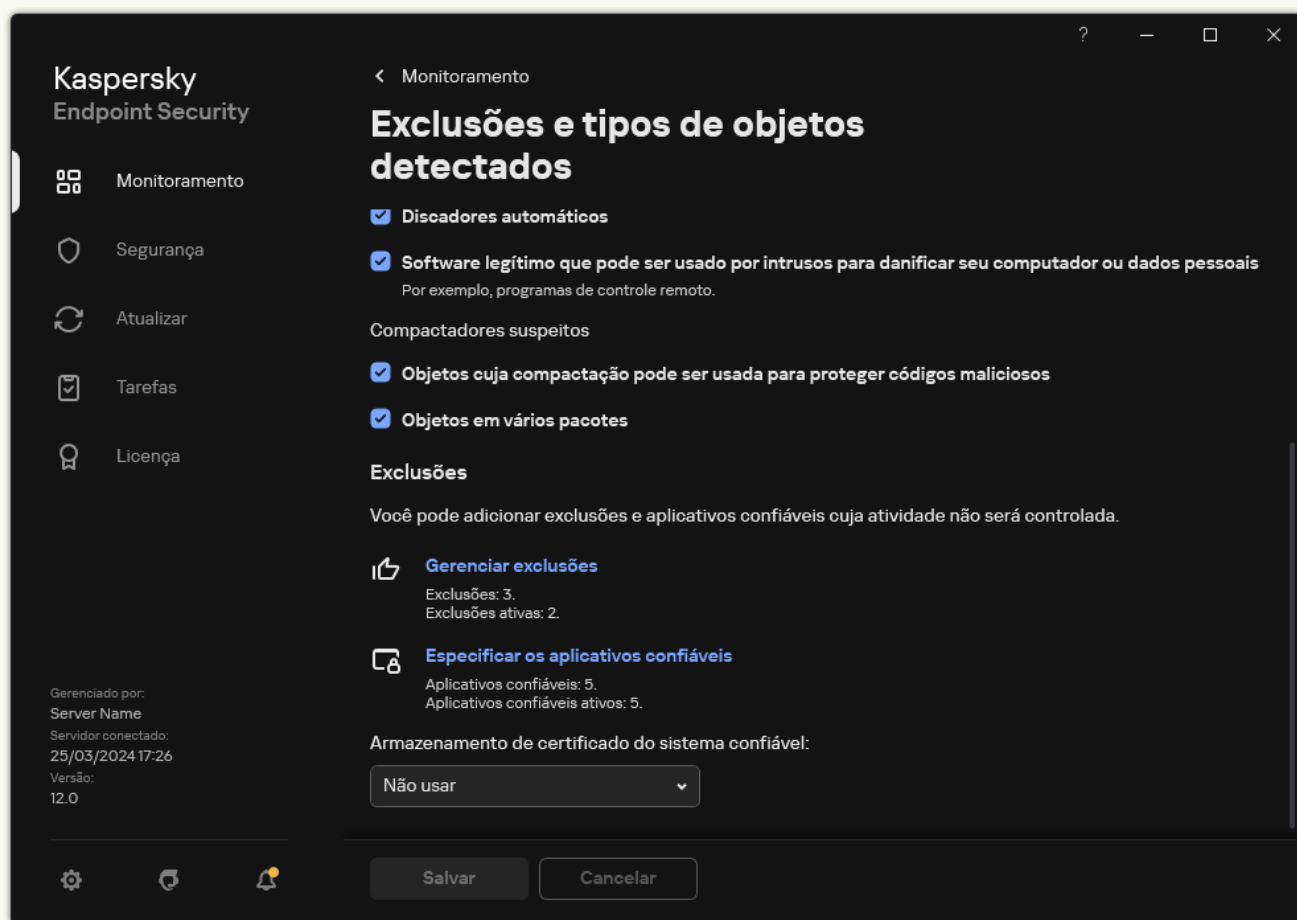 ?
Kaspersky
Endpoint Security
Monitoramento
Segurança
Atualizar
Tarefas
Licença
Gerenciado por:
Server Name
Servidor conectado:
25/03/2024 17:26
Versão:
12.0
Monitoramento
Exclusões e tipos de objetos
detectados
Discadores automáticos
Software legítimo que pode ser usado por intrusos para danificar seu computador ou dados pessoais
Por exemplo, programas de controle remoto.
Compactadores suspeitos
Objetos cuja compactação pode ser usada para proteger códigos maliciosos
Objetos em vários pacotes
Exclusões
Você pode adicionar exclusões e aplicativos confiáveis cuja atividade não será controlada.
Gerenciar exclusões
Exclusões: 3.
Exclusões ativas: 2.
Especificar os aplicativos confiáveis
Aplicativos confiáveis: 5.
Aplicativos confiáveis ativos: 5.
Armazenamento de certificado do sistema confiável:
Não usar
Salvar
Cancelar